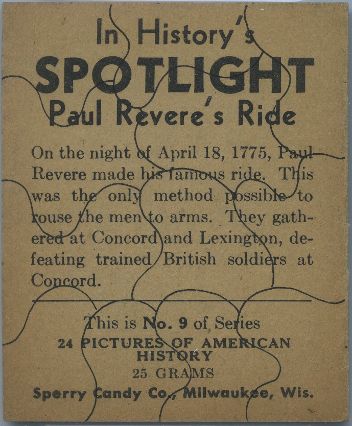 In History's
SPOTLIGHT
Paul Revere's Ride
On the night of April 18, 1775, Paul
Revere made his famous ride. This
was the only method possible to
rouse the men to arms. They gath-
ered at Concord and Lexington, de-
feating trained British soldiers at
Concord.
This is No. 9 of Series
24 PICTURES OF AMERICAN
HISTORY
25 GRAMS
Sperry Candy Co., Milwaukee, Wis.